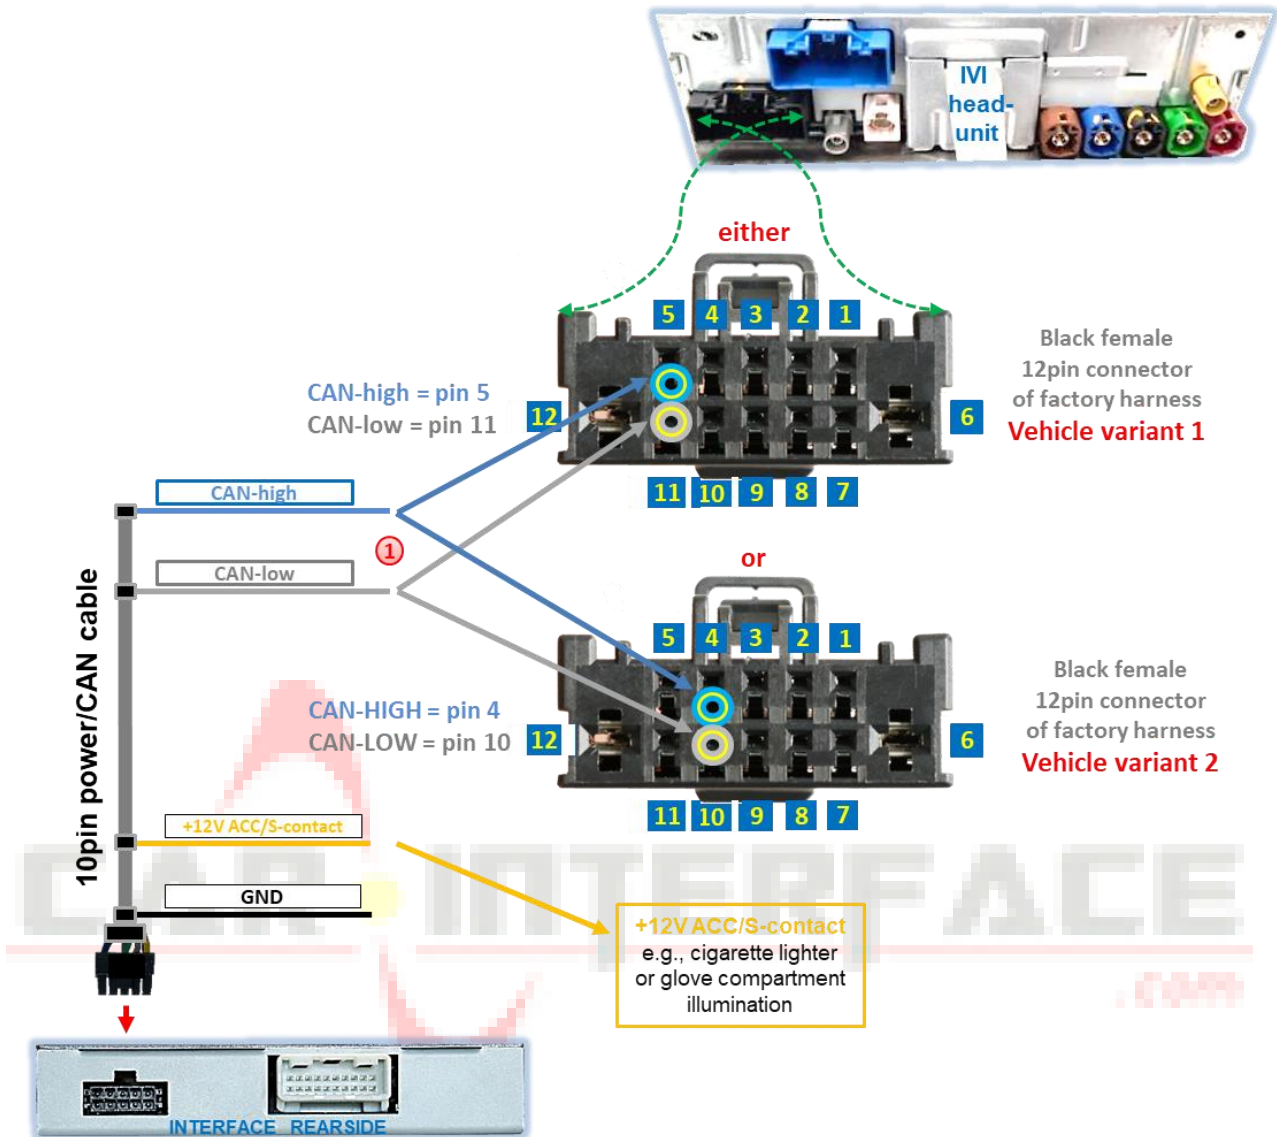 IVI
head-
unit
either
5 4 3 2 1
CAN-high = pin 5
CAN-low = pin 11
12
6
Black female
12pin connector
of factory harness
Vehicle variant 1
11 10 9 8 7
CAN-high
1
CAN-low
or
5 4 3 2 1
CAN-HIGH = pin 4
CAN-LOW = pin 10
12
6
Black female
12pin connector
of factory harness
Vehicle variant 2
11 10 9 8 7
10pin power/CAN cable
+12V ACC/S-contact
GND
+12V ACC/S-contact
e.g., cigarette lighter
or glove compartment
illumination
CAR INTERFACE
.com
INTERFACE REARSIDE